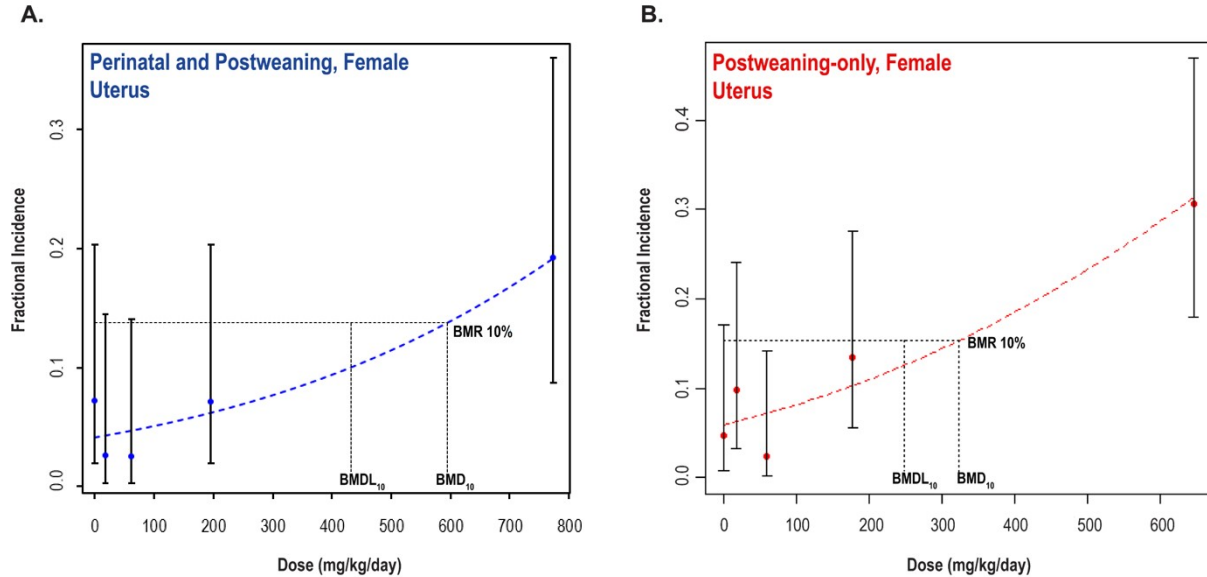 A.
Perinatal and Postweaning, Female
Uterus
Fractional Incidence
0.3
0.2
0.1
0.0
BMR 10%
BMDL10
BMD10
0 100 200 300 400 500 600 700 800
Dose (mg/kg/day)
B.
Postweaning-only, Female
Uterus
Fractional Incidence
0.4
0.3
0.2
0.1
0.0
BMR 10%
BMDL10
BMD10
0 100 200 300 400 500 600
Dose (mg/kg/day)